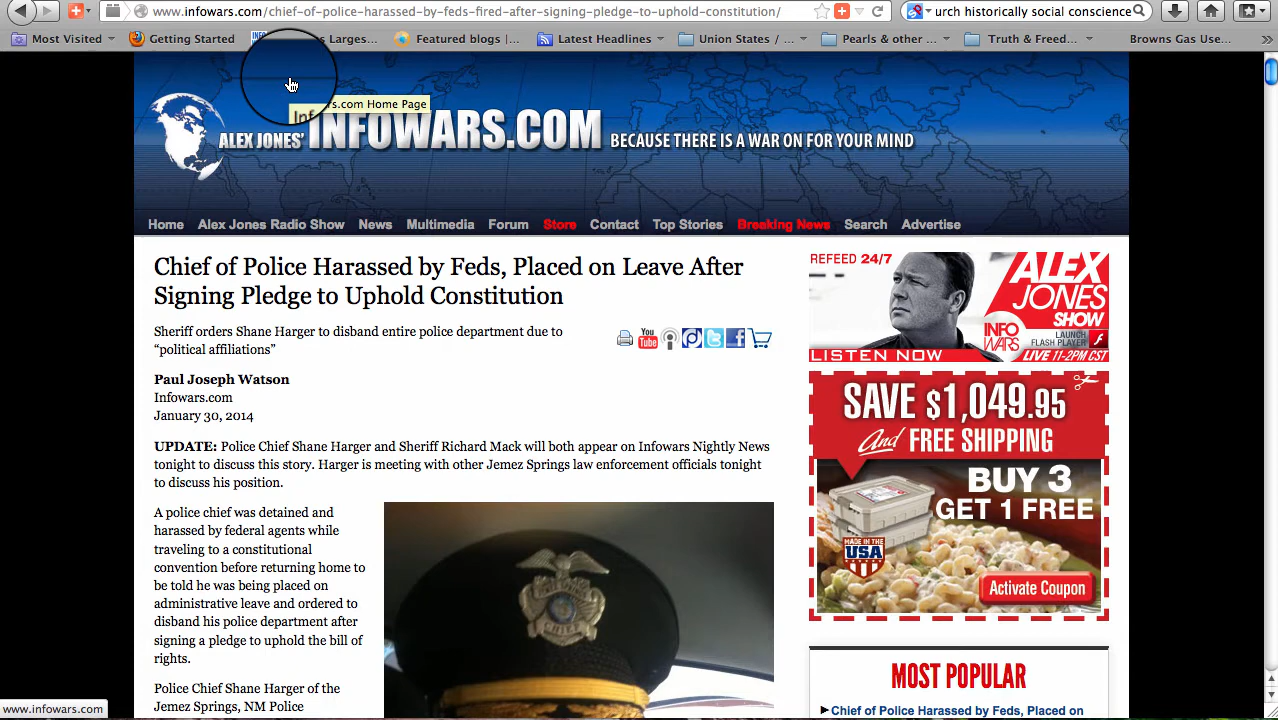 www.infowars.com/chief-of-police-harassed-by-feds-fired-after-signing-pledge-to-uphold-constitution/
urch historically social conscience
Most Visited
Getting Started
Larges...
Featured blogs |...
Latest Headlines
Union States / ...
Pearls & other ...
Truth & Freed...
Browns Gas Use...
s.com Home Page
Inf
ALEX JONES' INFOWARS.COM BECAUSE THERE IS A WAR ON FOR YOUR MIND
Home Alex Jones Radio Show News Multimedia Forum Store Contact Top Stories Breaking News Search Advertise
Chief of Police Harassed by Feds, Placed on Leave After
Signing Pledge to Uphold Constitution
Sheriff orders Shane Harger to disband entire police department due to
“political affiliations”
You
Tube
Paul Joseph Watson
Infowars.com
January 30, 2014
UPDATE: Police Chief Shane Harger and Sheriff Richard Mack will both appear on Infowars Nightly News
tonight to discuss this story. Harger is meeting with other Jemez Springs law enforcement officials tonight
to discuss his position.
A police chief was detained and
harassed by federal agents while
traveling to a constitutional
convention before returning home to
be told he was being placed on
administrative leave and ordered to
disband his police department after
signing a pledge to uphold the bill of
rights.
Police Chief Shane Harger of the
Jemez Springs, NM Police
REFEED 24/7
ALEX
JONES
SHOW
INFO
WARS
LAUNCH
FLASH PLAYER
LISTEN NOW
LIVE 11-2PM CST
SAVE $1,049.95
And FREE SHIPPING
BUY 3
GET 1 FREE
MADE IN THE
USA
Activate Coupon
MOST POPULAR
Chief of Police Harassed by Feds, Placed on
www.infowars.com